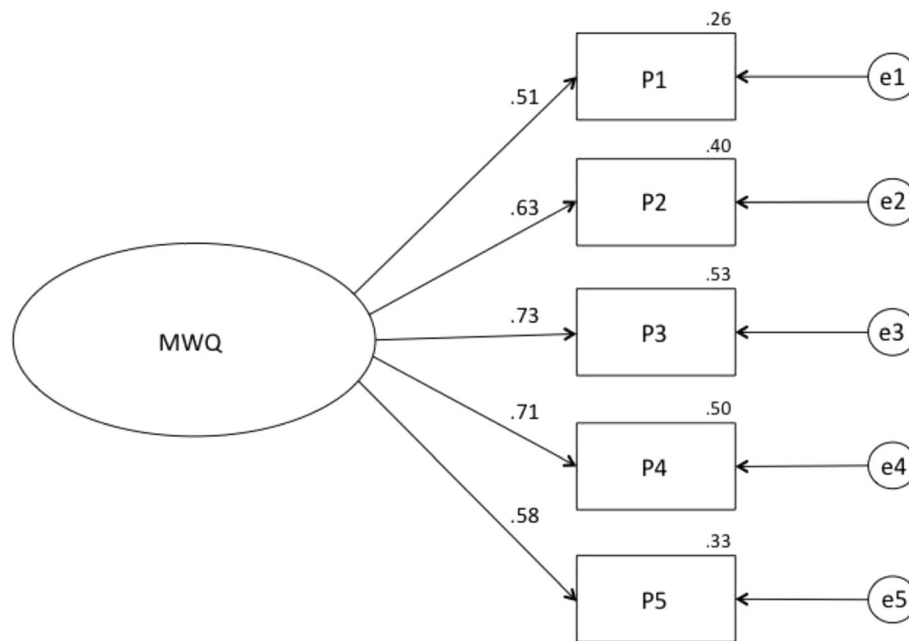 .26
P1
e1
.51
.40
P2
e2
.63
.53
P3
e3
.73
MWQ
.50
P4
e4
.71
.58
.33
P5
e5